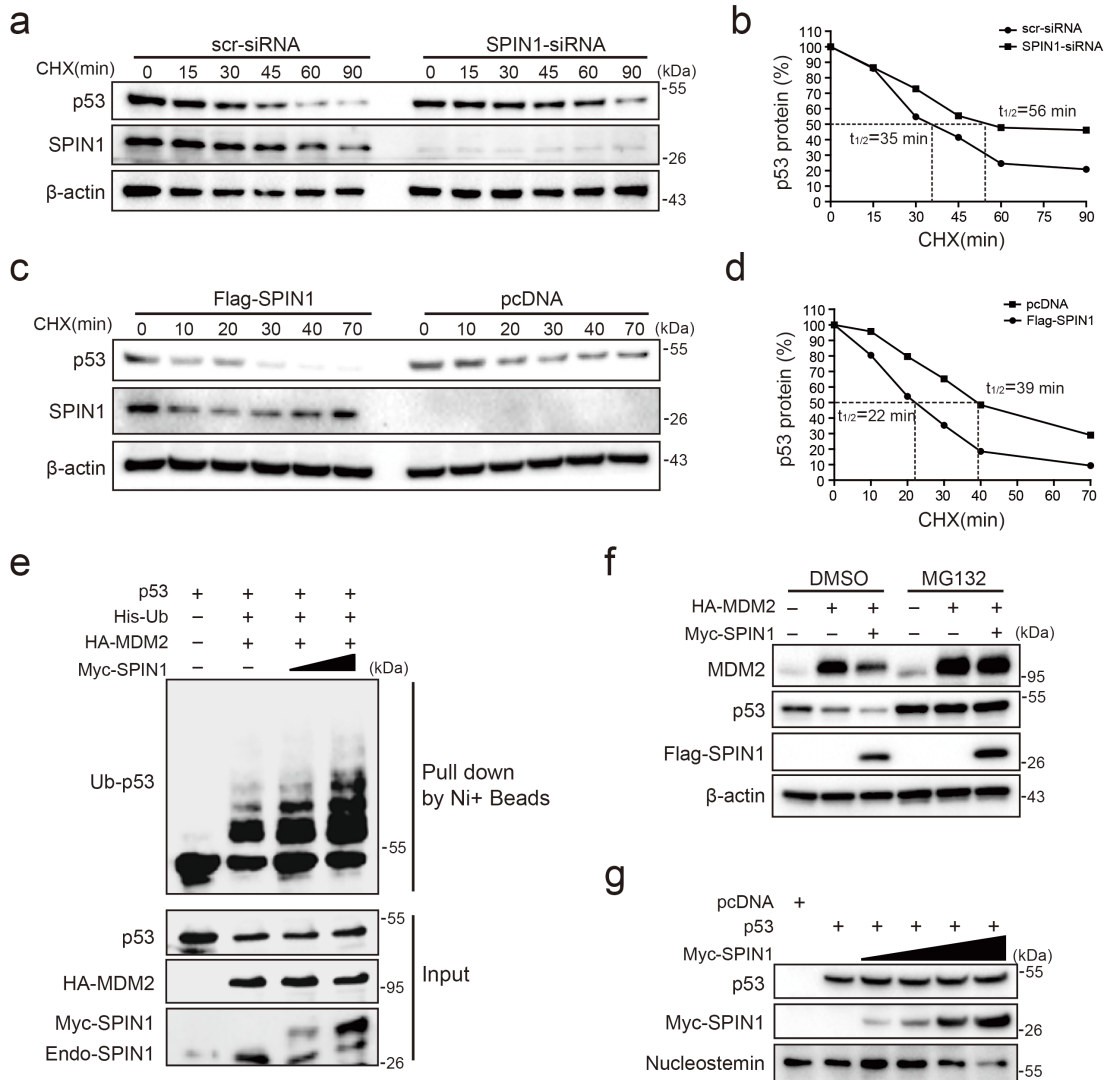 a
scr-siRNA SPIN1-siRNA
CHX(min) 0 15 30 45 60 90 0 15 30 45 60 90 (kDa)
p53 -55
SPIN1 -26
β-actin -43
b
scr-siRNA
SPIN1-siRNA
p53 protein (%)
110
100
90
80
70
60
50
40
30
20
10
0
t1/2=56 min
t1/2=35 min
0 15 30 45 60 75 90
CHX(min)
c
Flag-SPIN1 pcDNA
CHX(min) 0 10 20 30 40 70 0 10 20 30 40 70 (kDa)
p53 -55
SPIN1 -26
β-actin -43
d
pcDNA
Flag-SPIN1
p53 protein (%)
110
100
90
80
70
60
50
40
30
20
10
0
t1/2=39 min
t1/2=22 min
0 10 20 30 40 50 60 70
CHX(min)
e
p53 + + + +
His-Ub – + + +
HA-MDM2 – + + +
Myc-SPIN1 – – (kDa)
Ub-p53
-55
Pull down
by Ni+ Beads
p53 -55
HA-MDM2 -95
Myc-SPIN1
Endo-SPIN1 -26
Input
f
DMSO MG132
HA-MDM2 – + + – + +
Myc-SPIN1 – – + – – + (kDa)
MDM2 -95
p53 -55
Flag-SPIN1 -26
β-actin -43
g
pcDNA +
p53 + + + + +
Myc-SPIN1 (kDa)
p53 -55
Myc-SPIN1 -26
Nucleostemin -55